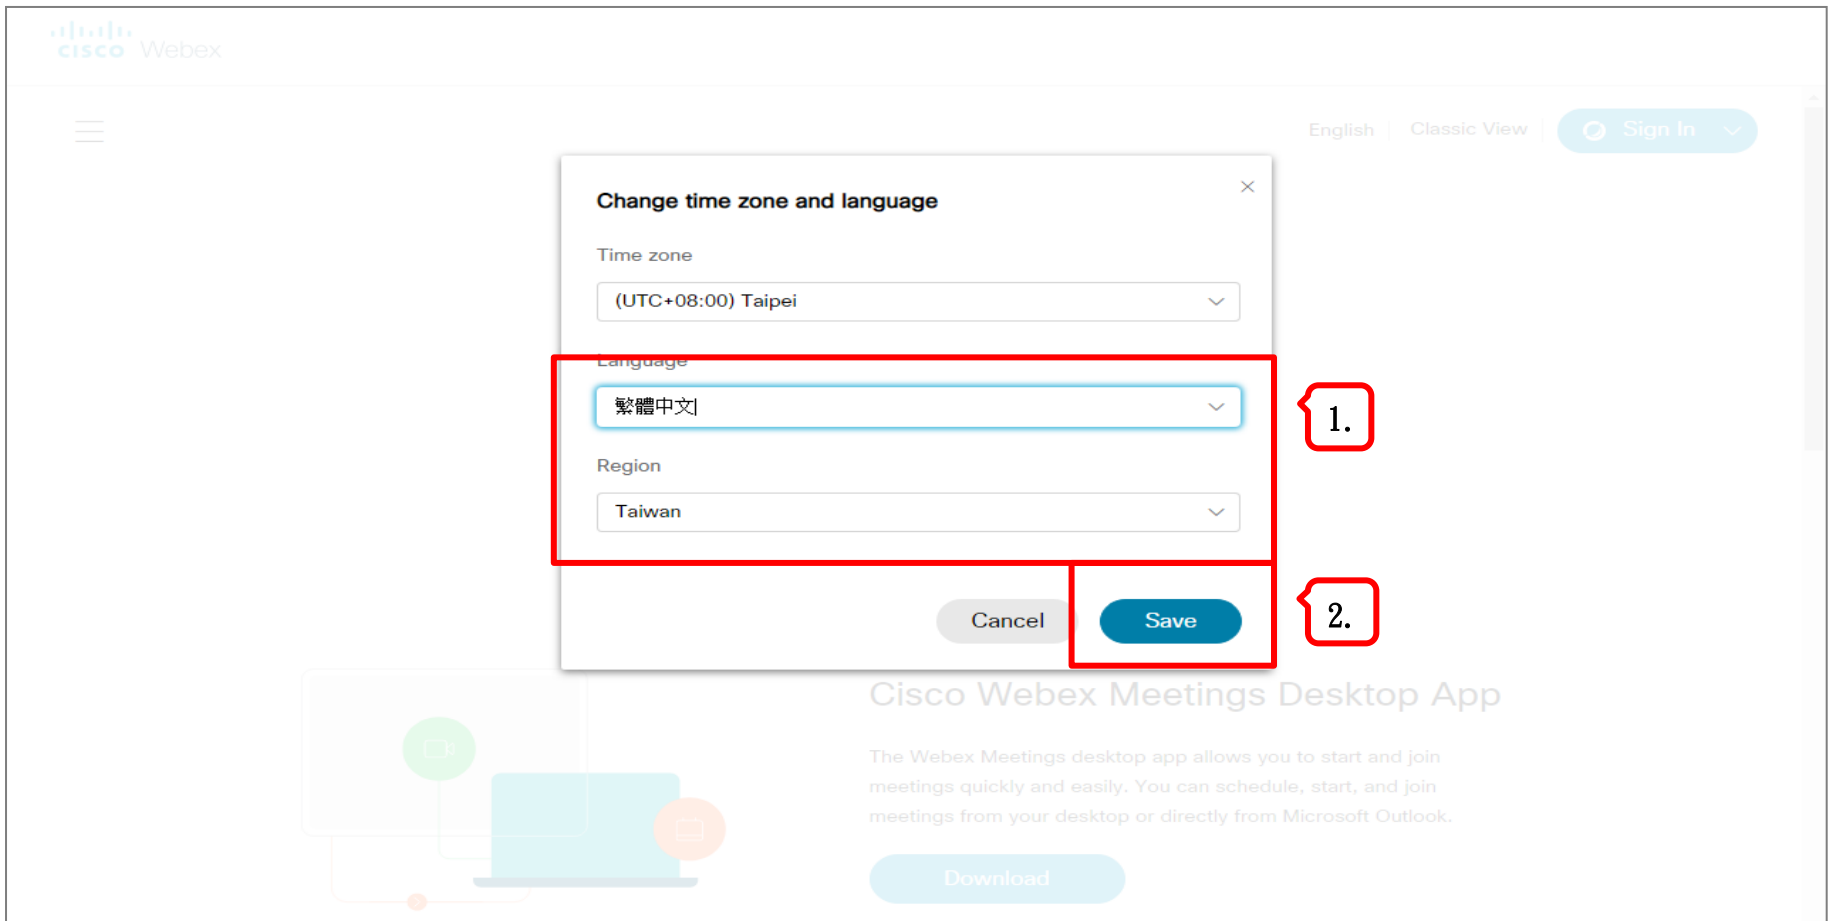 cisco Webex
English
Classic View
Sign In
Change time zone and language
Time zone
(UTC+08:00) Taipei
Language
繁體中文
1.
Region
Taiwan
Cancel
Save
2.
Cisco Webex Meetings Desktop App
The Webex Meetings desktop app allows you to start and join
meetings quickly and easily. You can schedule, start, and join
meetings from your desktop or directly from Microsoft Outlook.
Download